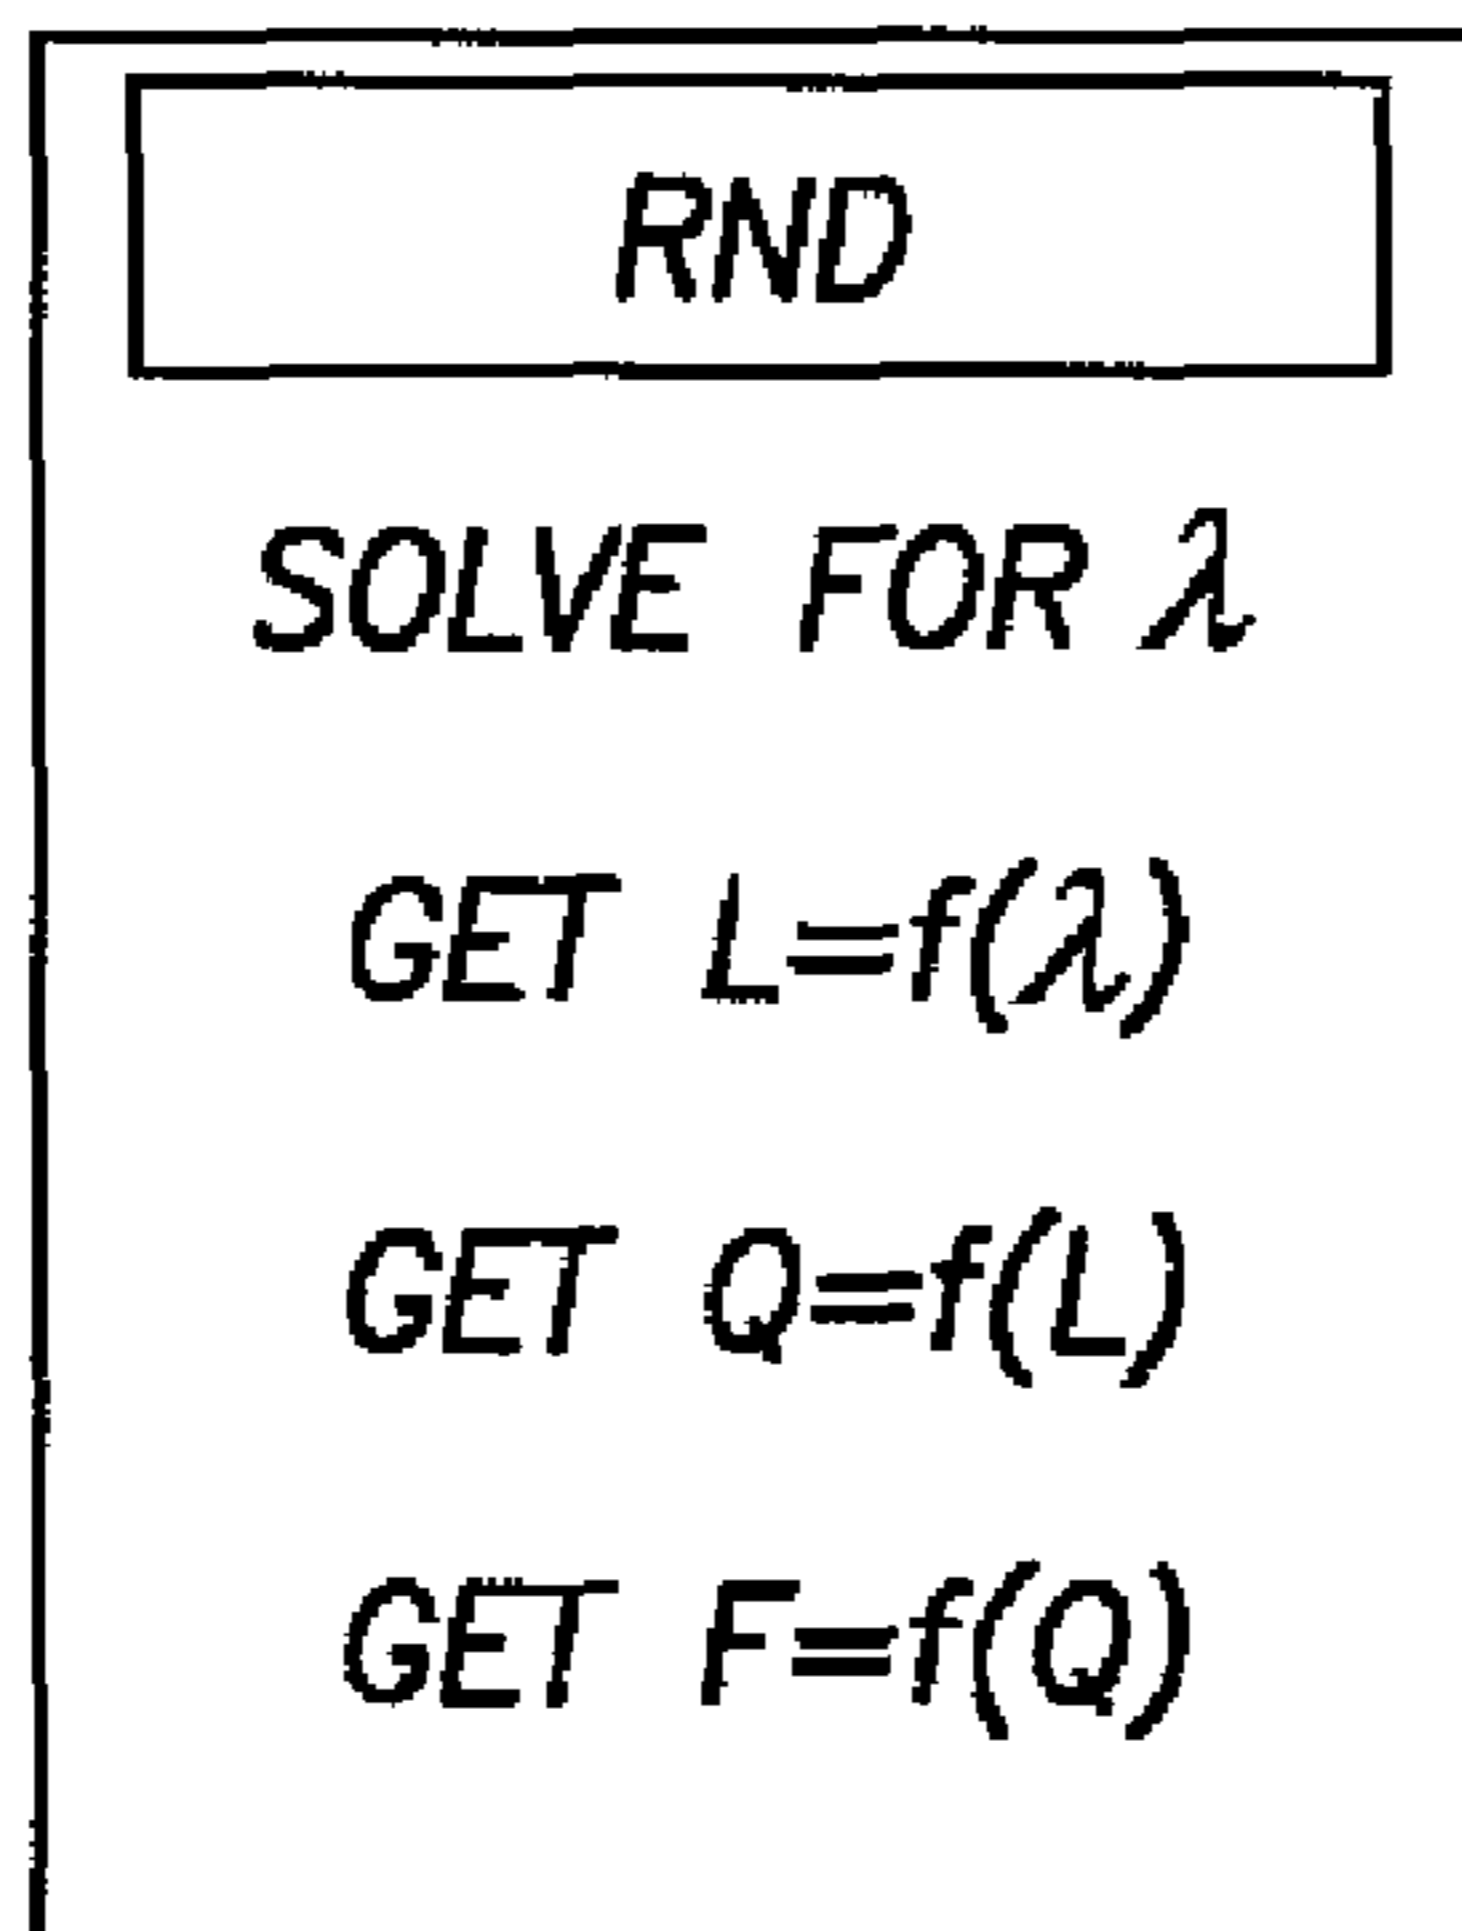 RND
SOLVE FOR λ
GET L=f(λ)
GET Q=f(L)
GET F=f(Q)